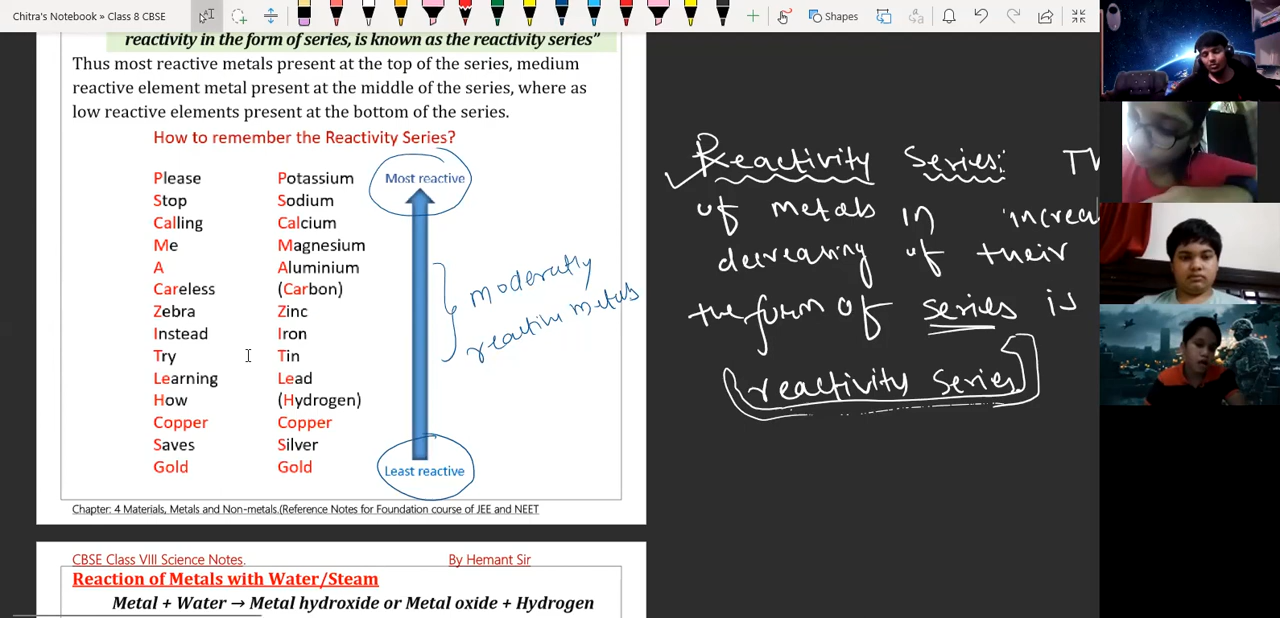 Chitra's Notebook » Class 8 CBSE
Shapes
reactivity in the form of series, is known as the reactivity series"
Thus most reactive metals present at the top of the series, medium
reactive element metal present at the middle of the series, where as
low reactive elements present at the bottom of the series.
How to remember the Reactivity Series?
Please Potassium Most reactive
Stop Sodium
Calling Calcium
Me Magnesium
A Aluminium
Careless (Carbon)
Zebra Zinc
Instead Iron
Try Tin
Learning Lead
How (Hydrogen)
Copper Copper
Saves Silver
Gold Gold
Least reactive
moderatly
reactive metals
Chapter: 4 Materials, Metals and Non-metals.(Reference Notes for Foundation course of JEE and NEET
CBSE Class VIII Science Notes. By Hemant Sir
Reaction of Metals with Water/Steam
Metal + Water → Metal hydroxide or Metal oxide + Hydrogen
Reactivity Series: Th
of metals in increa
decreasing of their
the form of series is
reactivity series